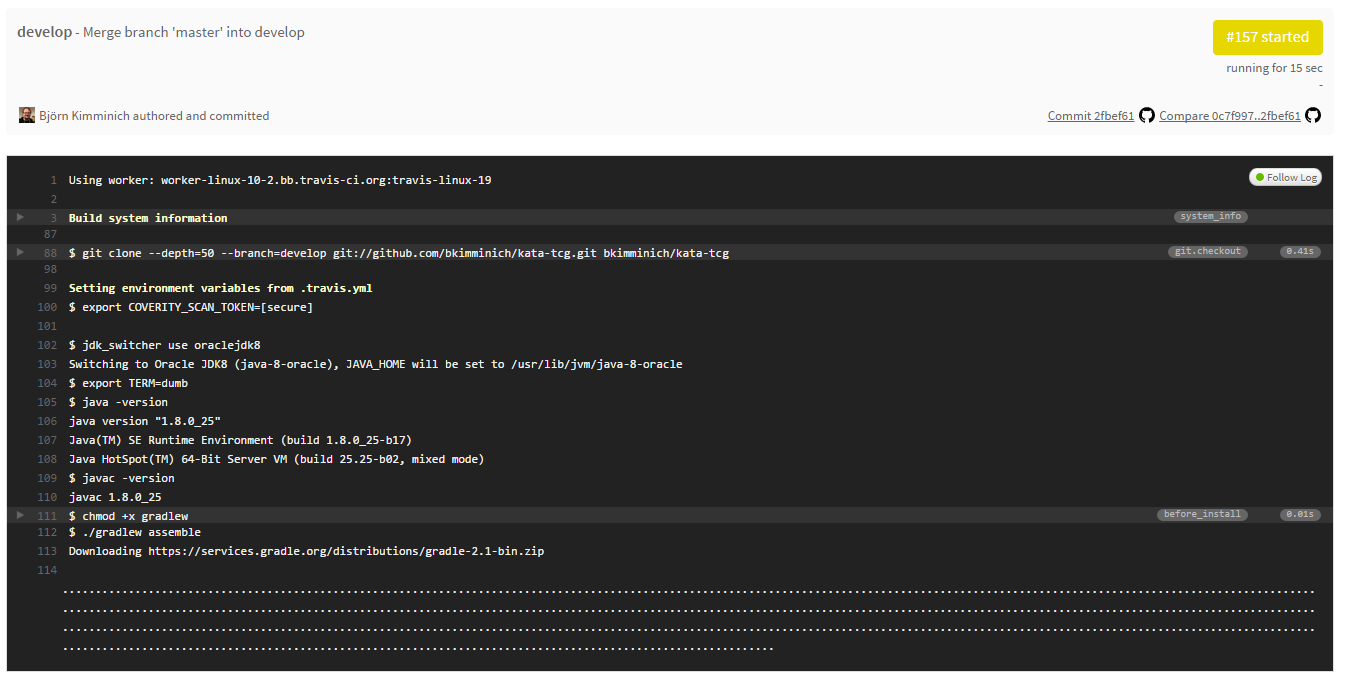 develop - Merge branch 'master' into develop
#157 started
running for 15 sec
-
Björn Kimminich authored and committed
Commit 2fbef61 Compare 0c7f997..2fbef61
1 Using worker: worker-linux-10-2.bb.travis-ci.org:travis-linux-19
Follow Log
2
3 Build system information system_info
87
88 $ git clone --depth=50 --branch=develop git://github.com/bkimminich/kata-tcg.git bkimminich/kata-tcg git.checkout 0.41s
98
99 Setting environment variables from .travis.yml
100 $ export COVERITY_SCAN_TOKEN=[secure]
101
102 $ jdk_switcher use oraclejdk8
103 Switching to Oracle JDK8 (java-8-oracle), JAVA_HOME will be set to /usr/lib/jvm/java-8-oracle
104 $ export TERM=dumb
105 $ java -version
106 java version "1.8.0_25"
107 Java(TM) SE Runtime Environment (build 1.8.0_25-b17)
108 Java HotSpot(TM) 64-Bit Server VM (build 25.25-b02, mixed mode)
109 $ javac -version
110 javac 1.8.0_25
111 $ chmod +x gradlew before_install 0.01s
112 $ ./gradlew assemble
113 Downloading https://services.gradle.org/distributions/gradle-2.1-bin.zip
114